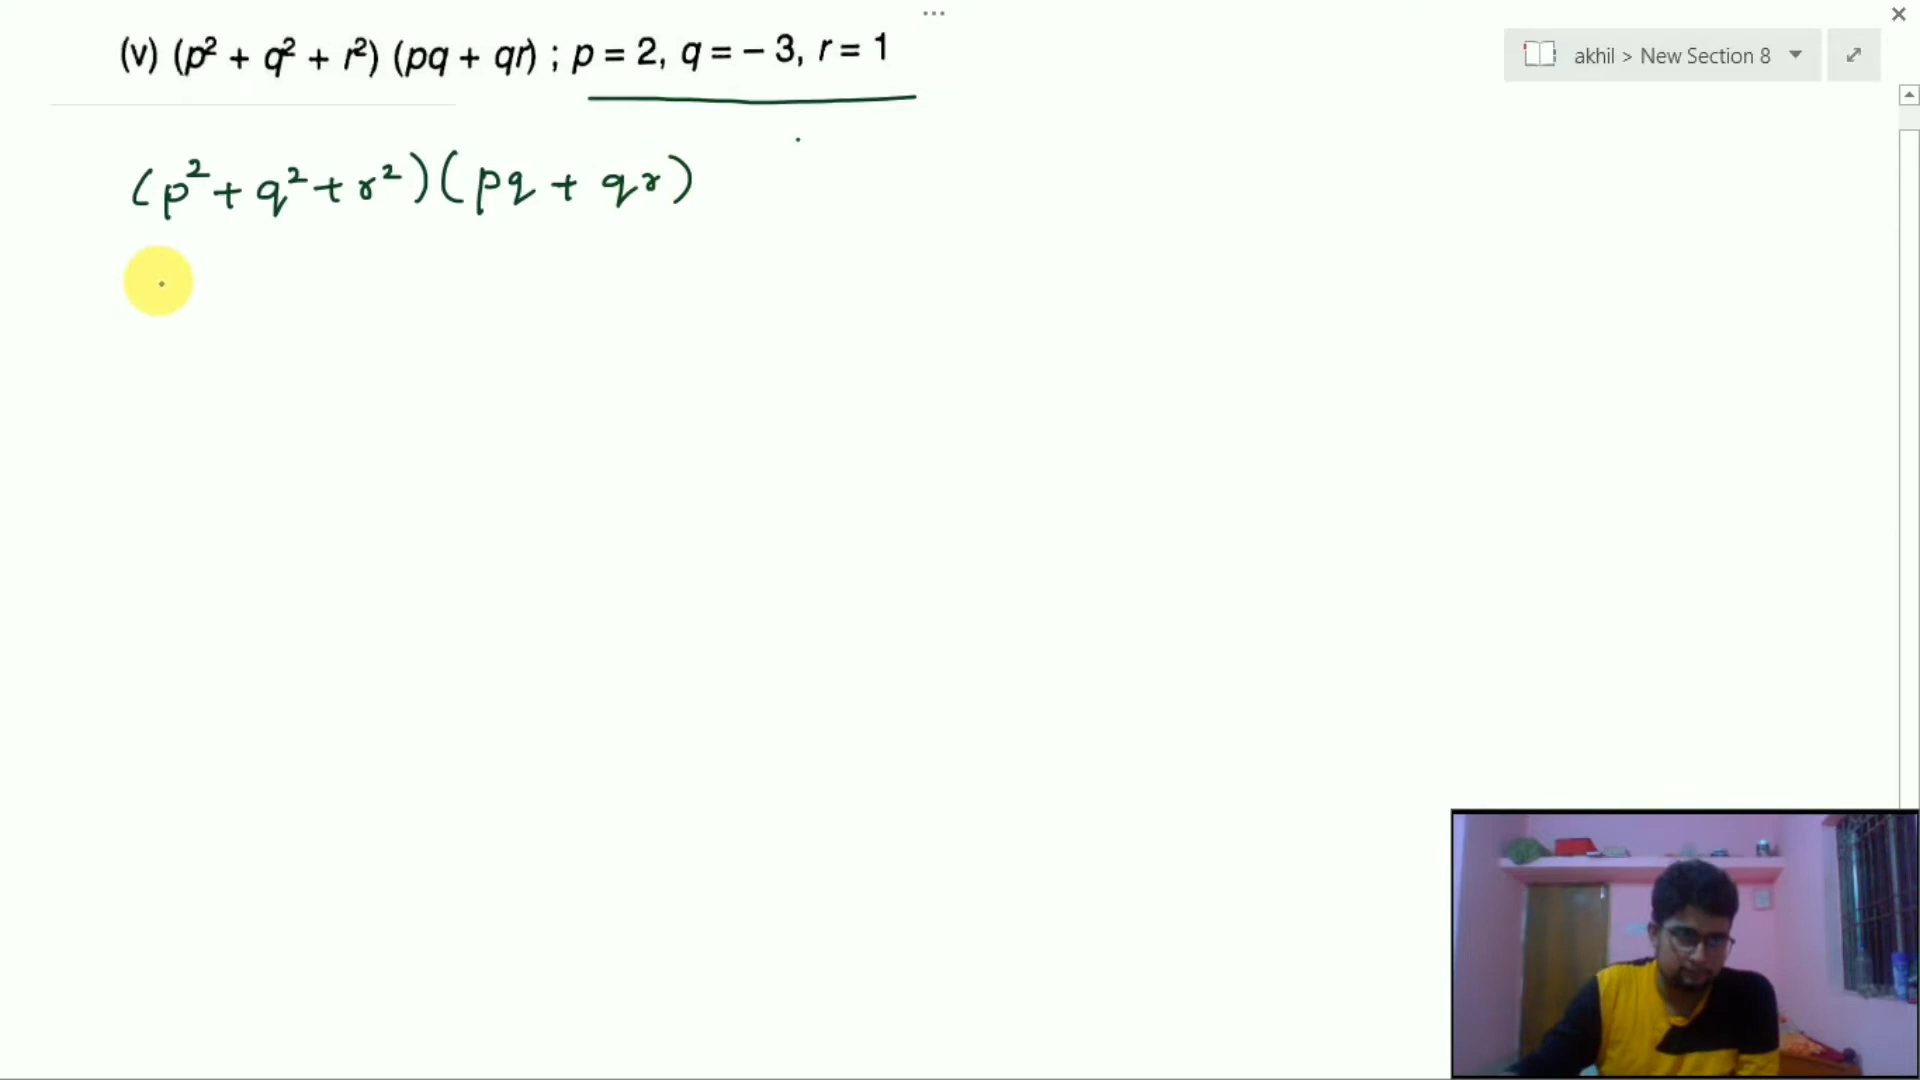 (v) (p² + q² + r²) (pq + qr) ; p = 2, q = – 3, r = 1
akhil > New Section 8
(p² + q² + r²)(pq + qr)